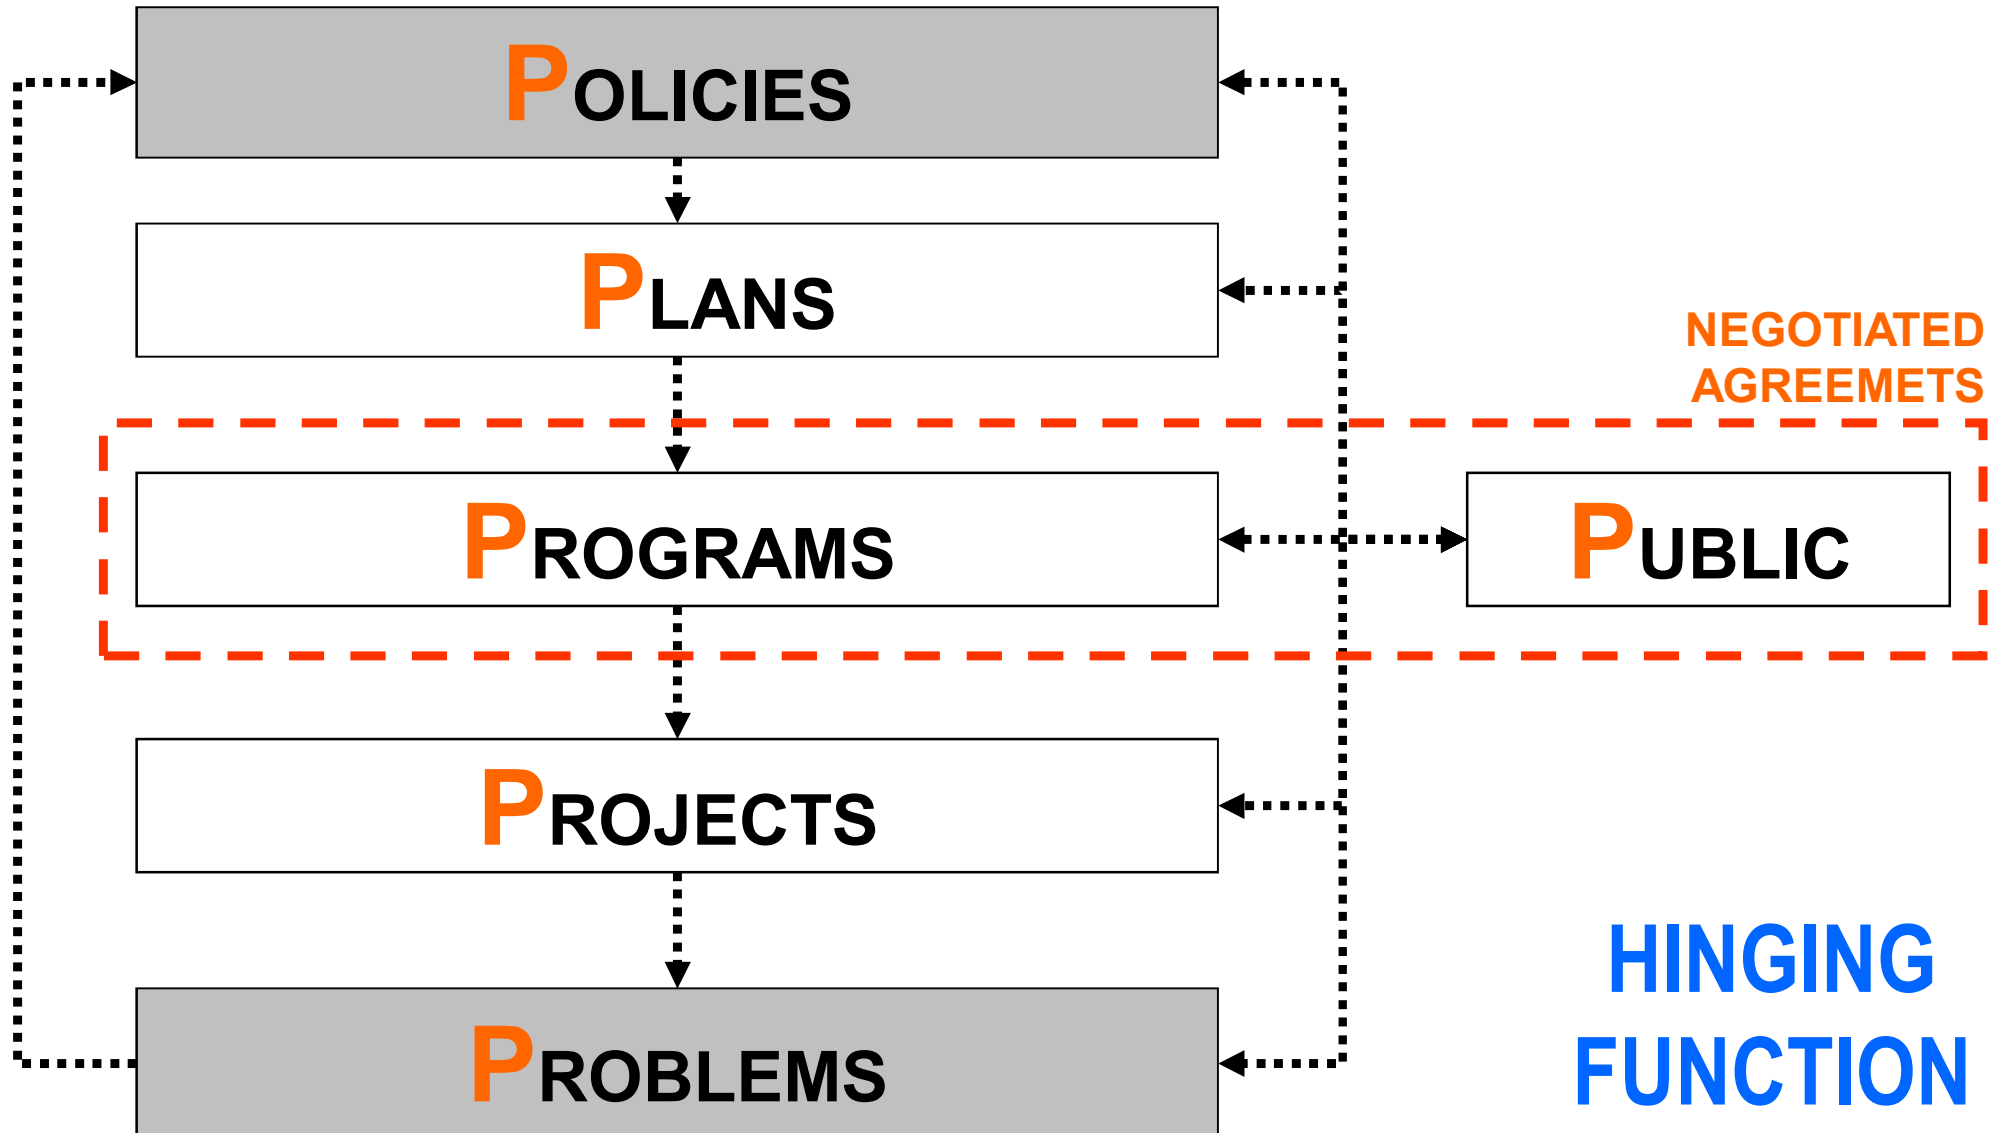 POLICIES
PLANS
NEGOTIATED
AGREEMETS
PROGRAMS
PUBLIC
PROJECTS
PROBLEMS
HINGING
FUNCTION